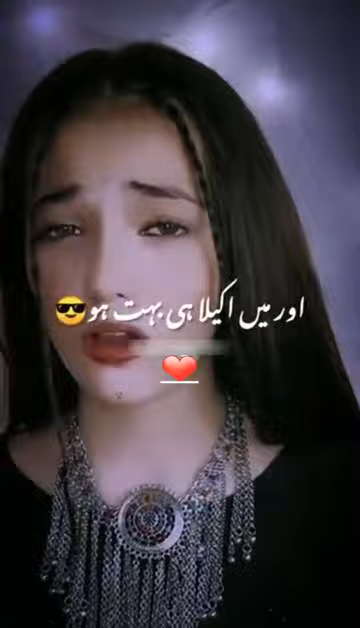 اور میں اکیلا ہی بہت ہو😎
❤️